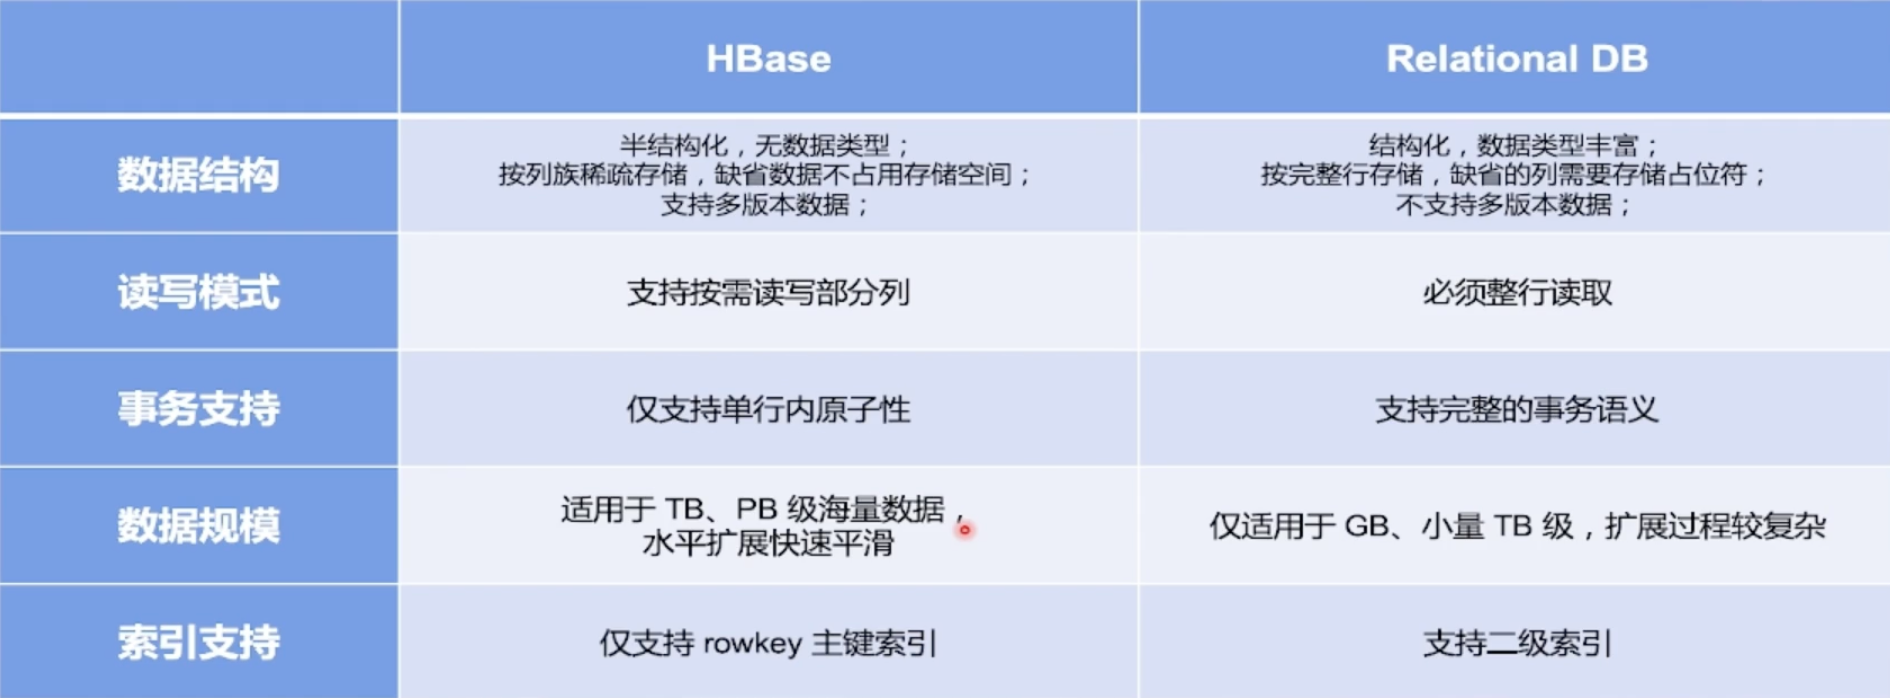 HBase
Relational DB
数据结构
半结构化，无数据类型；
按列族稀疏存储，缺省数据不占用存储空间；
支持多版本数据；
结构化，数据类型丰富；
按完整行存储，缺省的列需要存储占位符；
不支持多版本数据；
读写模式
支持按需读写部分列
必须整行读取
事务支持
仅支持单行内原子性
支持完整的事务语义
数据规模
适用于 TB、PB 级海量数据，
水平扩展快速平滑
仅适用于 GB、小量 TB 级，扩展过程较复杂
索引支持
仅支持 rowkey 主键索引
支持二级索引